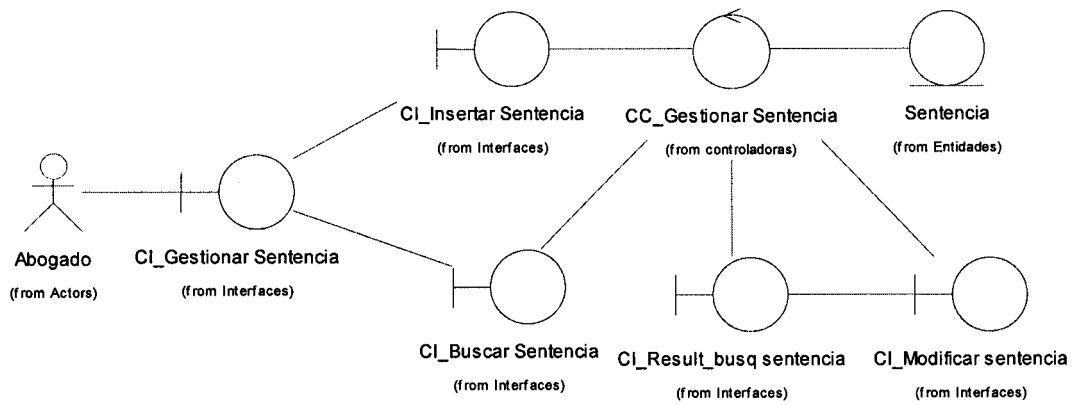 CI_Insertar Sentencia
(from Interfaces)
CC_Gestionar Sentencia
(from controladoras)
Sentencia
(from Entidades)
Abogado
(from Actors)
CI_Gestionar Sentencia
(from Interfaces)
CI_Buscar Sentencia
(from Interfaces)
CI_Result_busq sentencia
(from Interfaces)
CI_Modificar sentencia
(from Interfaces)